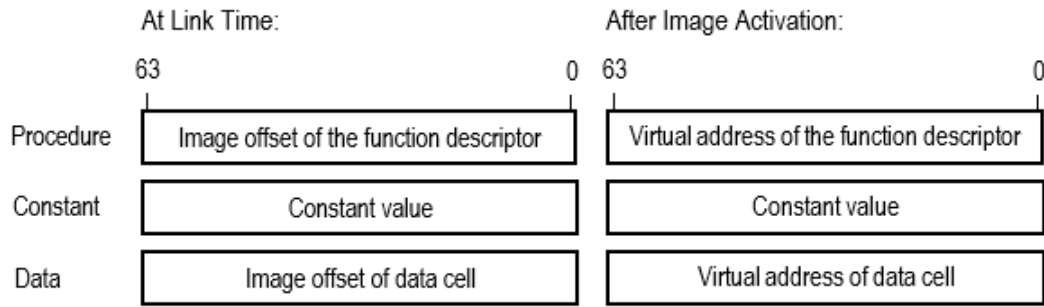 At Link Time: After Image Activation:
63 0 63 0
Procedure Image offset of the function descriptor Virtual address of the function descriptor
Constant Constant value Constant value
Data Image offset of data cell Virtual address of data cell